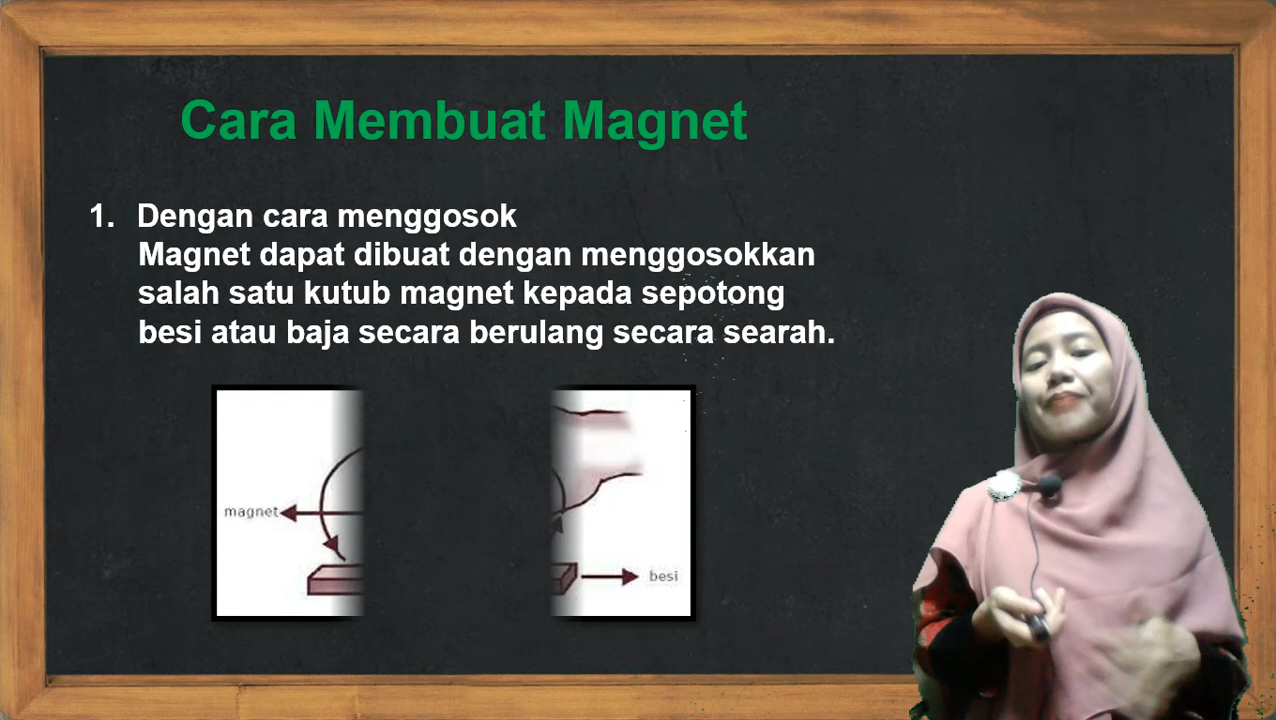 Cara Membuat Magnet
1. Dengan cara menggosok
Magnet dapat dibuat dengan menggosokkan
salah satu kutub magnet kepada sepotong
besi atau baja secara berulang secara searah.
magnet
besi